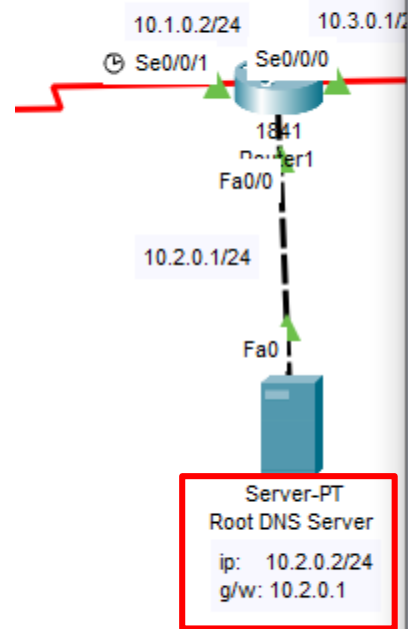 10.1.0.2/24
10.3.0.1/2
Se0/0/1
Se0/0/0
1841
Router1
Fa0/0
10.2.0.1/24
Fa0
Server-PT
Root DNS Server
ip: 10.2.0.2/24
g/w: 10.2.0.1